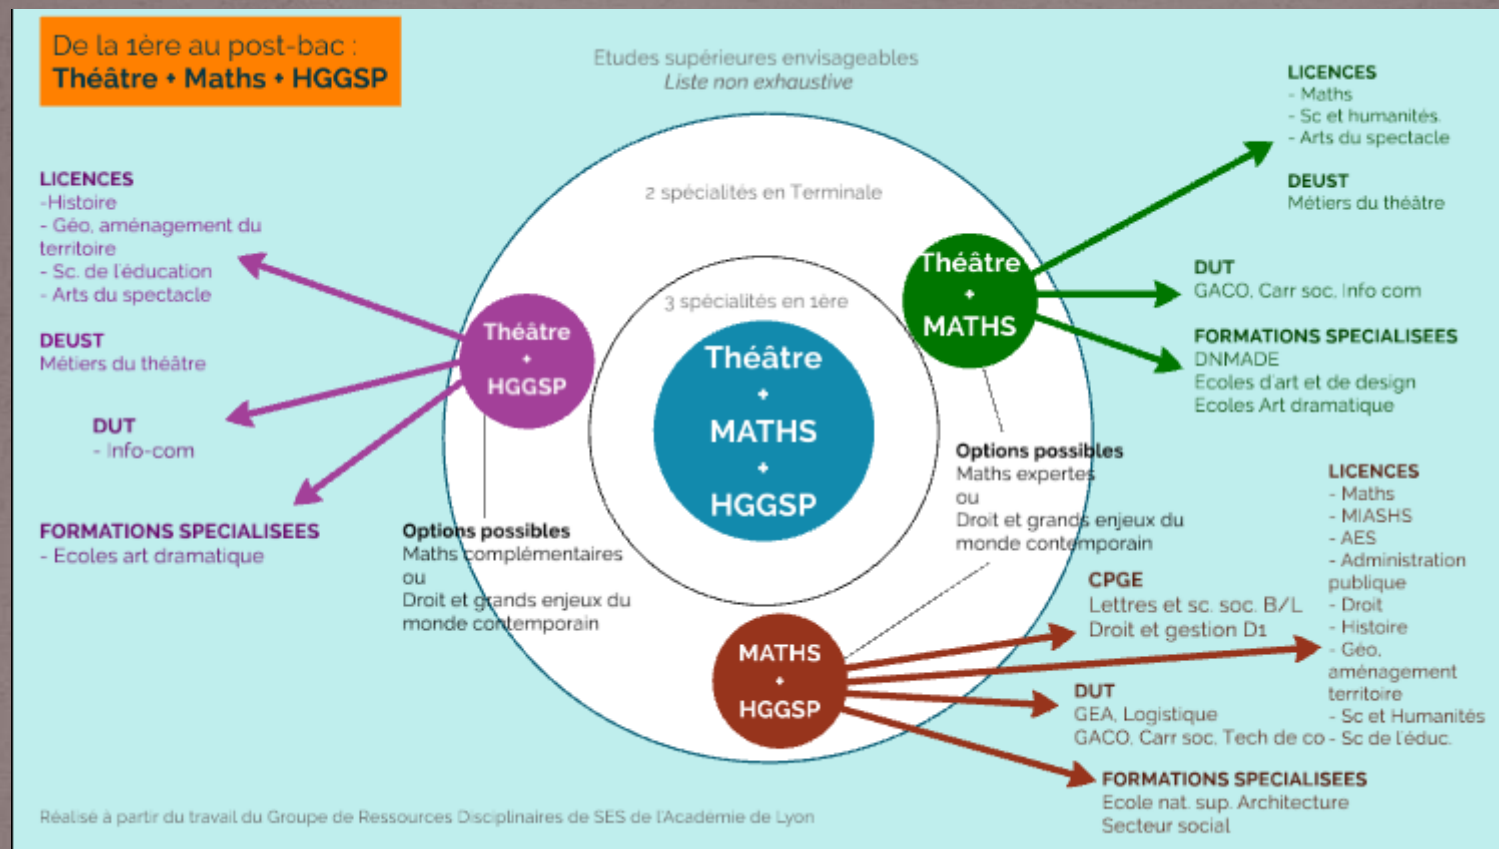 De la 1ère au post-bac :
Théâtre + Maths + HGGSP
Etudes supérieures envisageables
Liste non exhaustive
2 spécialités en Terminale
3 spécialités en 1ère
Théâtre
+
MATHS
+
HGGSP
LICENCES
-Histoire
- Géo, aménagement du
territoire
- Sc. de l'éducation
- Arts du spectacle
DEUST
Métiers du théâtre
DUT
- Info-com
FORMATIONS SPECIALISEES
- Ecoles art dramatique
Théâtre
+
HGGSP
Options possibles
Maths complémentaires
ou
Droit et grands enjeux du
monde contemporain
Théâtre
+
MATHS
LICENCES
- Maths
- Sc et humanités.
- Arts du spectacle
DEUST
Métiers du théâtre
DUT
GACO, Carr soc, Info com
FORMATIONS SPECIALISEES
DNMADE
Ecoles d'art et de design
Ecoles Art dramatique
Options possibles
Maths expertes
ou
Droit et grands enjeux du
monde contemporain
MATHS
+
HGGSP
CPGE
Lettres et sc. soc. B/L
Droit et gestion D1
LICENCES
- Maths
- MIASHS
- AES
- Administration
publique
- Droit
- Histoire
- Géo,
aménagement
territoire
- Sc et Humanités
- Sc de l'éduc.
DUT
GEA, Logistique
GACO, Carr soc, Tech de co
FORMATIONS SPECIALISEES
Ecole nat. sup. Architecture
Secteur social
Réalisé à partir du travail du Groupe de Ressources Disciplinaires de SES de l'Académie de Lyon